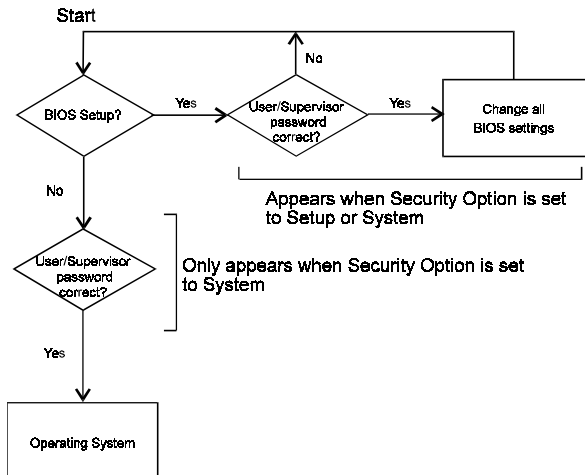 Start
No
BIOS Setup?
Yes
User/Supervisor
password
correct?
Yes
Change all
BIOS settings
No
Appears when Security Option is set
to Setup or System
User/Supervisor
password
correct?
Only appears when Security Option is set
to System
Yes
Operating System